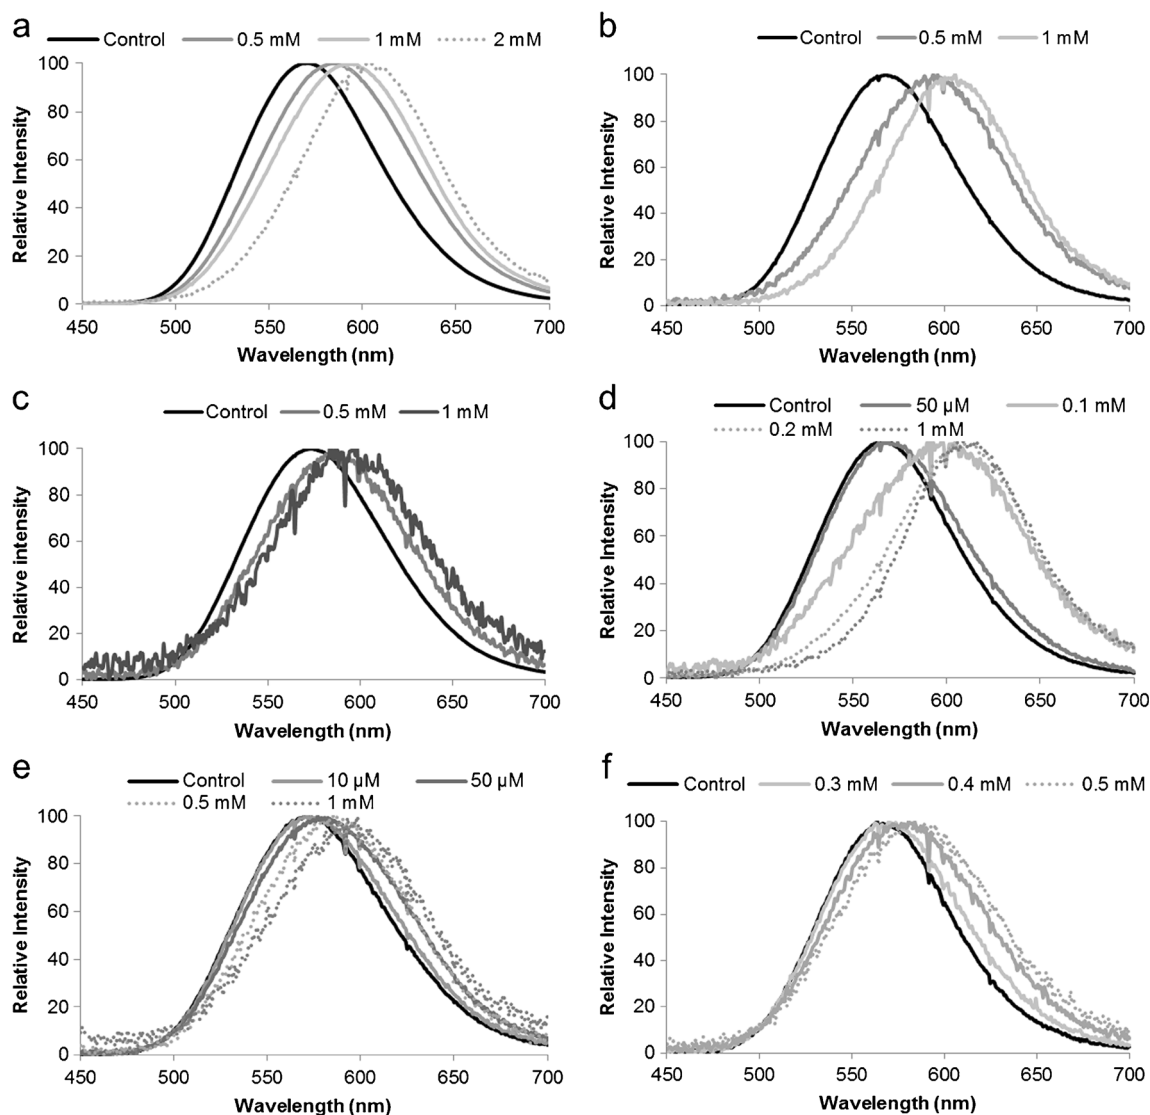 a
Control 0.5 mM 1 mM 2 mM
100
80
60
40
20
0
450 500 550 600 650 700
Relative Intensity
Wavelength (nm)
b
Control 0.5 mM 1 mM
100
80
60
40
20
0
450 500 550 600 650 700
Relative Intensity
Wavelength (nm)
c
Control 0.5 mM 1 mM
100
80
60
40
20
0
450 500 550 600 650 700
Relative intensity
Wavelength (nm)
d
Control 50 µM 0.1 mM
0.2 mM 1 mM
100
80
60
40
20
0
450 500 550 600 650 700
Relative Intensity
Wavelength (nm)
e
Control 10 µM 50 µM
0.5 mM 1 mM
100
80
60
40
20
0
450 500 550 600 650 700
Relative Intensity
Wavelength (nm)
f
Control 0.3 mM 0.4 mM 0.5 mM
100
80
60
40
20
0
450 500 550 600 650 700
Relative Intensity
Wavelength (nm)